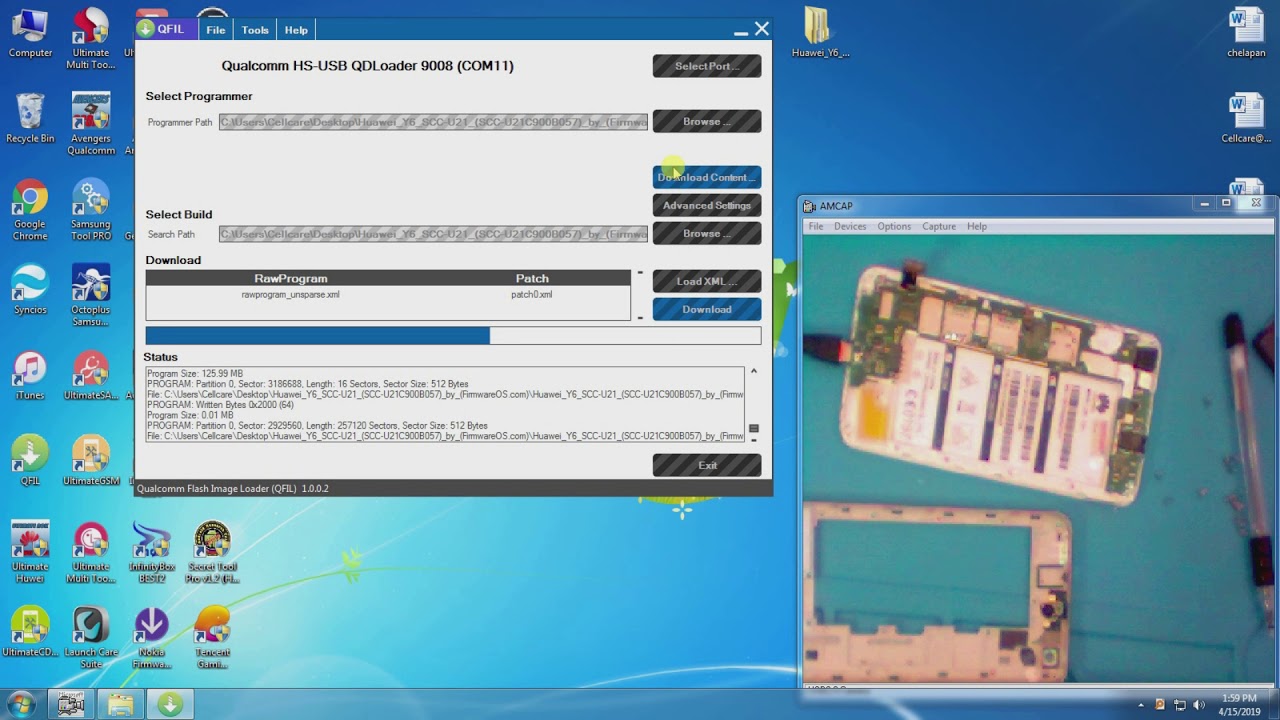 Computer
Ultimate
Multi Too...
Recycle Bin
Avengers
Qualcomm
Google
Chrome
Samsung
Tool PRO
Syncios
Octoplus
Samsu...
iTunes
UltimateSA...
QFIL
UltimateGSM
Ultimate
Huwei
Ultimate
Multi Too...
InfinityBox
BEST2
Secret Tool
Pro v1.2 (H...
UltimateCD...
Launch Care
Suite
Nokia
Firmwa...
Tencent
Gami...
QFIL File Tools Help
Qualcomm HS-USB QDLoader 9008 (COM11)
Select Port ...
Select Programmer
Programmer Path C:\Users\Cellcare\Desktop\Huawei_Y6_SCC-U21_(SCC-U21C900B057)_by_(Firmwa
Browse ...
Download Content ...
Advanced Settings
Select Build
Search Path C:\Users\Cellcare\Desktop\Huawei_Y6_SCC-U21_(SCC-U21C900B057)_by_(Firmwa
Browse ...
Download
RawProgram Patch
Load XML ...
rawprogram_unsparse.xml patch0.xml
Download
Status
Program Size: 125.99 MB
PROGRAM: Partition 0, Sector: 3186688, Length: 16 Sectors, Sector Size: 512 Bytes
File: C:\Users\Cellcare\Desktop\Huawei_Y6_SCC-U21_(SCC-U21C900B057)_by_(FirmwareOS.com)\Huawei_Y6_SCC-U21_(SCC-U21C900B057)_by_(Firmw
PROGRAM: Written Bytes 0x2000 (64)
Program Size: 0.01 MB
PROGRAM: Partition 0, Sector: 2929560, Length: 257120 Sectors, Sector Size: 512 Bytes
File: C:\Users\Cellcare\Desktop\Huawei_Y6_SCC-U21_(SCC-U21C900B057)_by_(FirmwareOS.com)\Huawei_Y6_SCC-U21_(SCC-U21C900B057)_by_(Firmw
Exit
Qualcomm Flash Image Loader (QFIL) 1.0.0.2
Huawei_Y6_...
chelapan
Cellcare@...
AMCAP
File Devices Options Capture Help
1:59 PM
4/15/2019